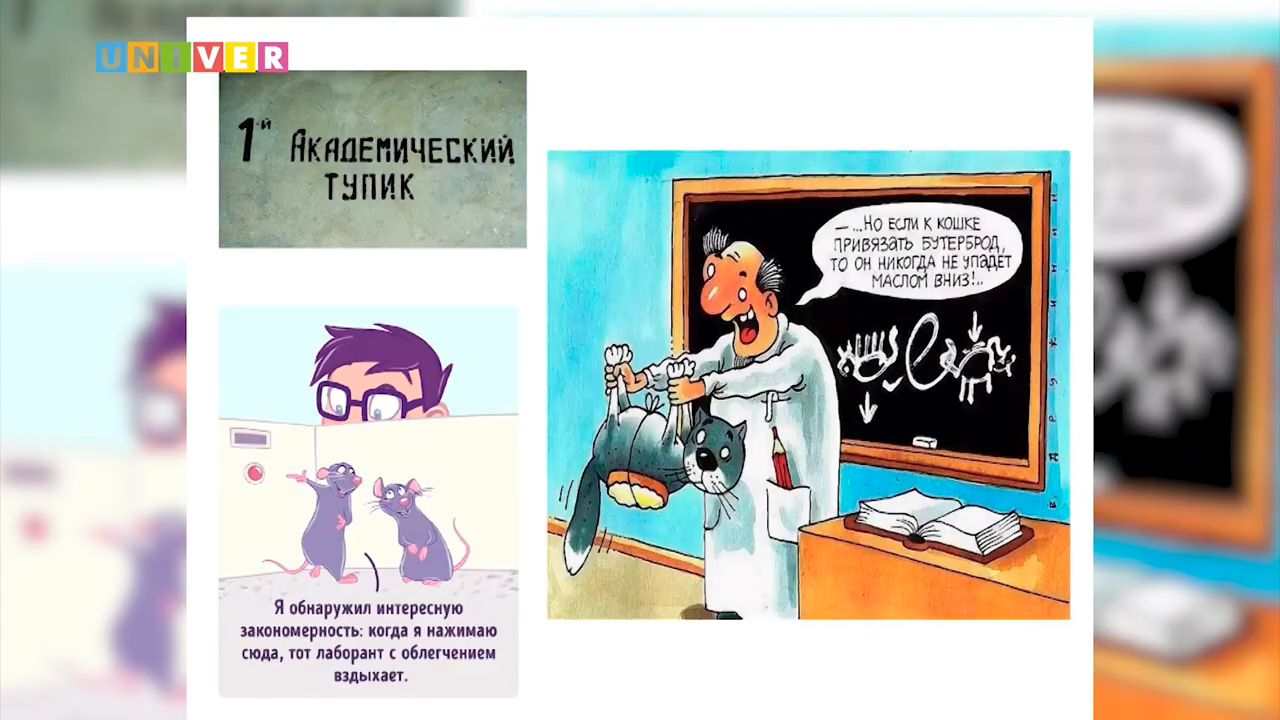 UNIVER
1й АКАДЕМИЧЕСКИЙ
ТУПИК
– ...НО ЕСЛИ К КОШКЕ
ПРИВЯЗАТЬ БУТЕРБРОД,
ТО ОН НИКОГДА НЕ УПАДЁТ
МАСЛОМ ВНИЗ!..
Я обнаружил интересную
закономерность: когда я нажимаю
сюда, тот лаборант с облегчением
вздыхает.